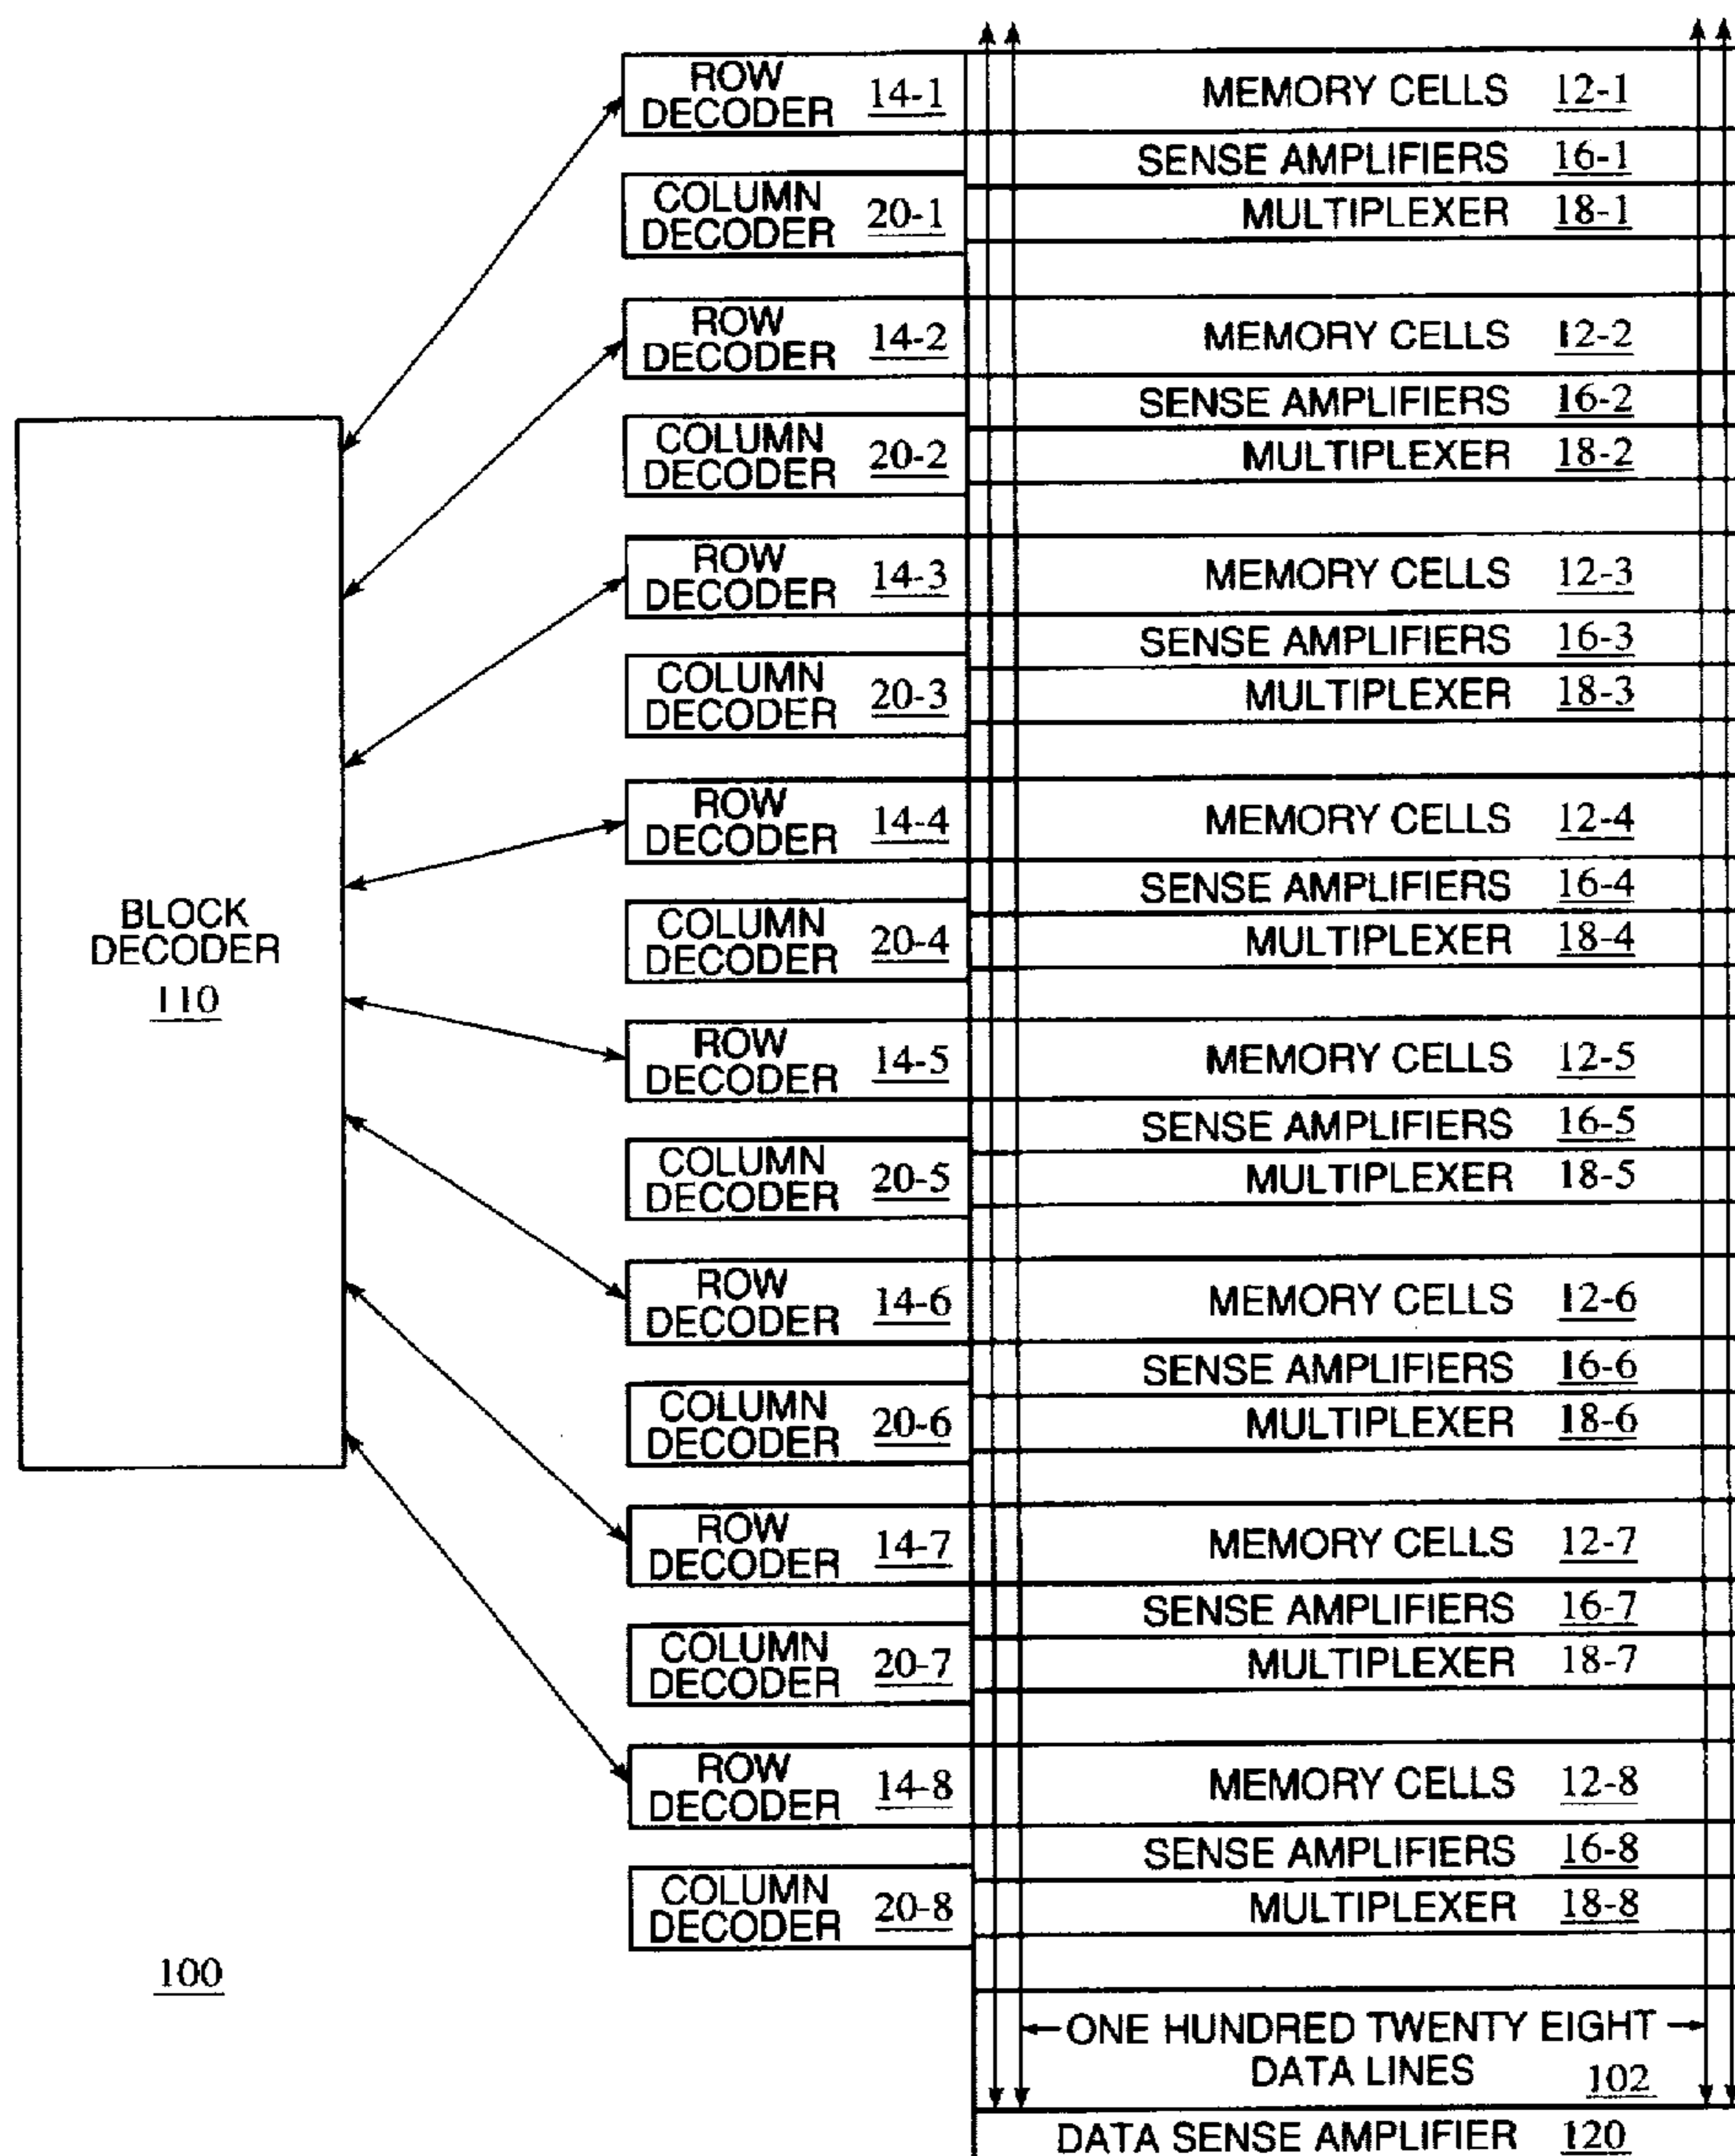 ROW
DECODER 14-1
MEMORY CELLS 12-1
SENSE AMPLIFIERS 16-1
COLUMN
DECODER 20-1
MULTIPLEXER 18-1
ROW
DECODER 14-2
MEMORY CELLS 12-2
SENSE AMPLIFIERS 16-2
COLUMN
DECODER 20-2
MULTIPLEXER 18-2
ROW
DECODER 14-3
MEMORY CELLS 12-3
SENSE AMPLIFIERS 16-3
COLUMN
DECODER 20-3
MULTIPLEXER 18-3
ROW
DECODER 14-4
MEMORY CELLS 12-4
SENSE AMPLIFIERS 16-4
COLUMN
DECODER 20-4
MULTIPLEXER 18-4
BLOCK
DECODER
110
ROW
DECODER 14-5
MEMORY CELLS 12-5
SENSE AMPLIFIERS 16-5
COLUMN
DECODER 20-5
MULTIPLEXER 18-5
ROW
DECODER 14-6
MEMORY CELLS 12-6
SENSE AMPLIFIERS 16-6
COLUMN
DECODER 20-6
MULTIPLEXER 18-6
ROW
DECODER 14-7
MEMORY CELLS 12-7
SENSE AMPLIFIERS 16-7
COLUMN
DECODER 20-7
MULTIPLEXER 18-7
ROW
DECODER 14-8
MEMORY CELLS 12-8
SENSE AMPLIFIERS 16-8
COLUMN
DECODER 20-8
MULTIPLEXER 18-8
100
ONE HUNDRED TWENTY EIGHT
DATA LINES 102
DATA SENSE AMPLIFIER 120